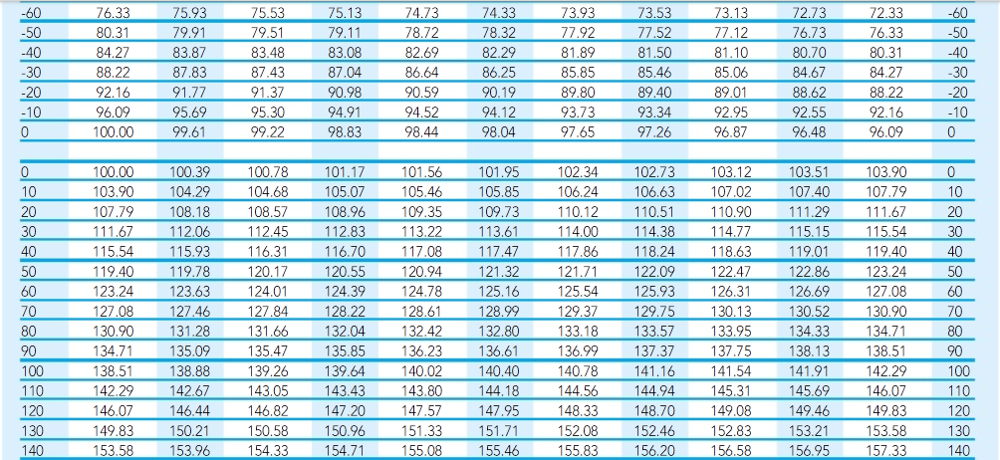 -60 76.33 75.93 75.53 75.13 74.73 74.33 73.93 73.53 73.13 72.73 72.33 -60
-50 80.31 79.91 79.51 79.11 78.72 78.32 77.92 77.52 77.12 76.73 76.33 -50
-40 84.27 83.87 83.48 83.08 82.69 82.29 81.89 81.50 81.10 80.70 80.31 -40
-30 88.22 87.83 87.43 87.04 86.64 86.25 85.85 85.46 85.06 84.67 84.27 -30
-20 92.16 91.77 91.37 90.98 90.59 90.19 89.80 89.40 89.01 88.62 88.22 -20
-10 96.09 95.69 95.30 94.91 94.52 94.12 93.73 93.34 92.95 92.55 92.16 -10
0 100.00 99.61 99.22 98.83 98.44 98.04 97.65 97.26 96.87 96.48 96.09 0
0 100.00 100.39 100.78 101.17 101.56 101.95 102.34 102.73 103.12 103.51 103.90 0
10 103.90 104.29 104.68 105.07 105.46 105.85 106.24 106.63 107.02 107.40 107.79 10
20 107.79 108.18 108.57 108.96 109.35 109.73 110.12 110.51 110.90 111.29 111.67 20
30 111.67 112.06 112.45 112.83 113.22 113.61 114.00 114.38 114.77 115.15 115.54 30
40 115.54 115.93 116.31 116.70 117.08 117.47 117.86 118.24 118.63 119.01 119.40 40
50 119.40 119.78 120.17 120.55 120.94 121.32 121.71 122.09 122.47 122.86 123.24 50
60 123.24 123.63 124.01 124.39 124.78 125.16 125.54 125.93 126.31 126.69 127.08 60
70 127.08 127.46 127.84 128.22 128.61 128.99 129.37 129.75 130.13 130.52 130.90 70
80 130.90 131.28 131.66 132.04 132.42 132.80 133.18 133.57 133.95 134.33 134.71 80
90 134.71 135.09 135.47 135.85 136.23 136.61 136.99 137.37 137.75 138.13 138.51 90
100 138.51 138.88 139.26 139.64 140.02 140.40 140.78 141.16 141.54 141.91 142.29 100
110 142.29 142.67 143.05 143.43 143.80 144.18 144.56 144.94 145.31 145.69 146.07 110
120 146.07 146.44 146.82 147.20 147.57 147.95 148.33 148.70 149.08 149.46 149.83 120
130 149.83 150.21 150.58 150.96 151.33 151.71 152.08 152.46 152.83 153.21 153.58 130
140 153.58 153.96 154.33 154.71 155.08 155.46 155.83 156.20 156.58 156.95 157.33 140